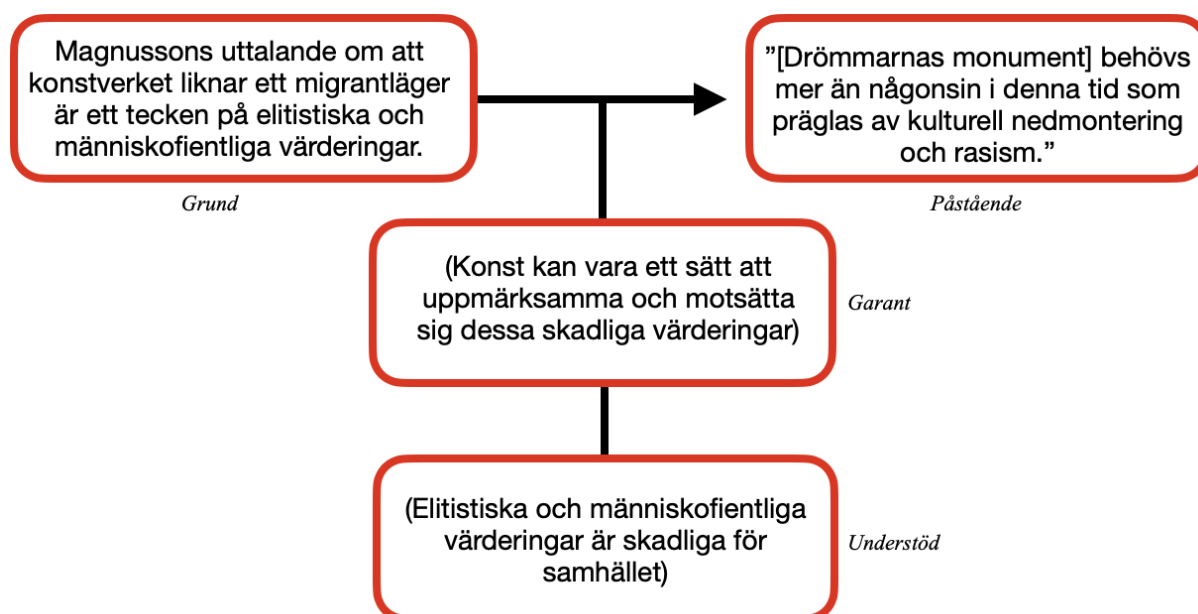 Magnussons uttalande om att
konstverket liknar ett migrantläger
är ett tecken på elitistiska och
människofientliga värderingar.
Grund
”[Drömmarnas monument] behövs
mer än någonsin i denna tid som
präglas av kulturell nedmontering
och rasism.”
Påstående
(Konst kan vara ett sätt att
uppmärksamma och motsätta
sig dessa skadliga värderingar)
Garant
(Elitistiska och människofientliga
värderingar är skadliga för
samhället)
Understöd